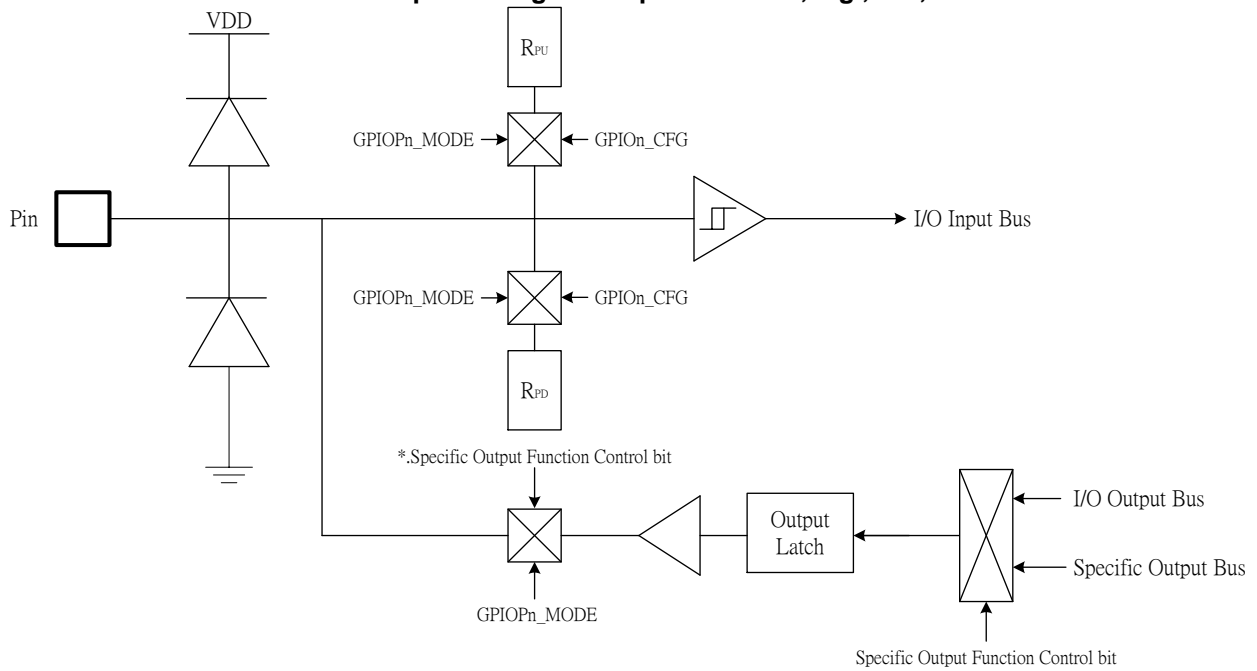 VDD
RPU
GPIOPn_MODE
GPIOn_CFG
Pin
I/O Input Bus
GPIOPn_MODE
GPIOn_CFG
RPD
*.Specific Output Function Control bit
Output
Latch
I/O Output Bus
Specific Output Bus
GPIOPn_MODE
Specific Output Function Control bit